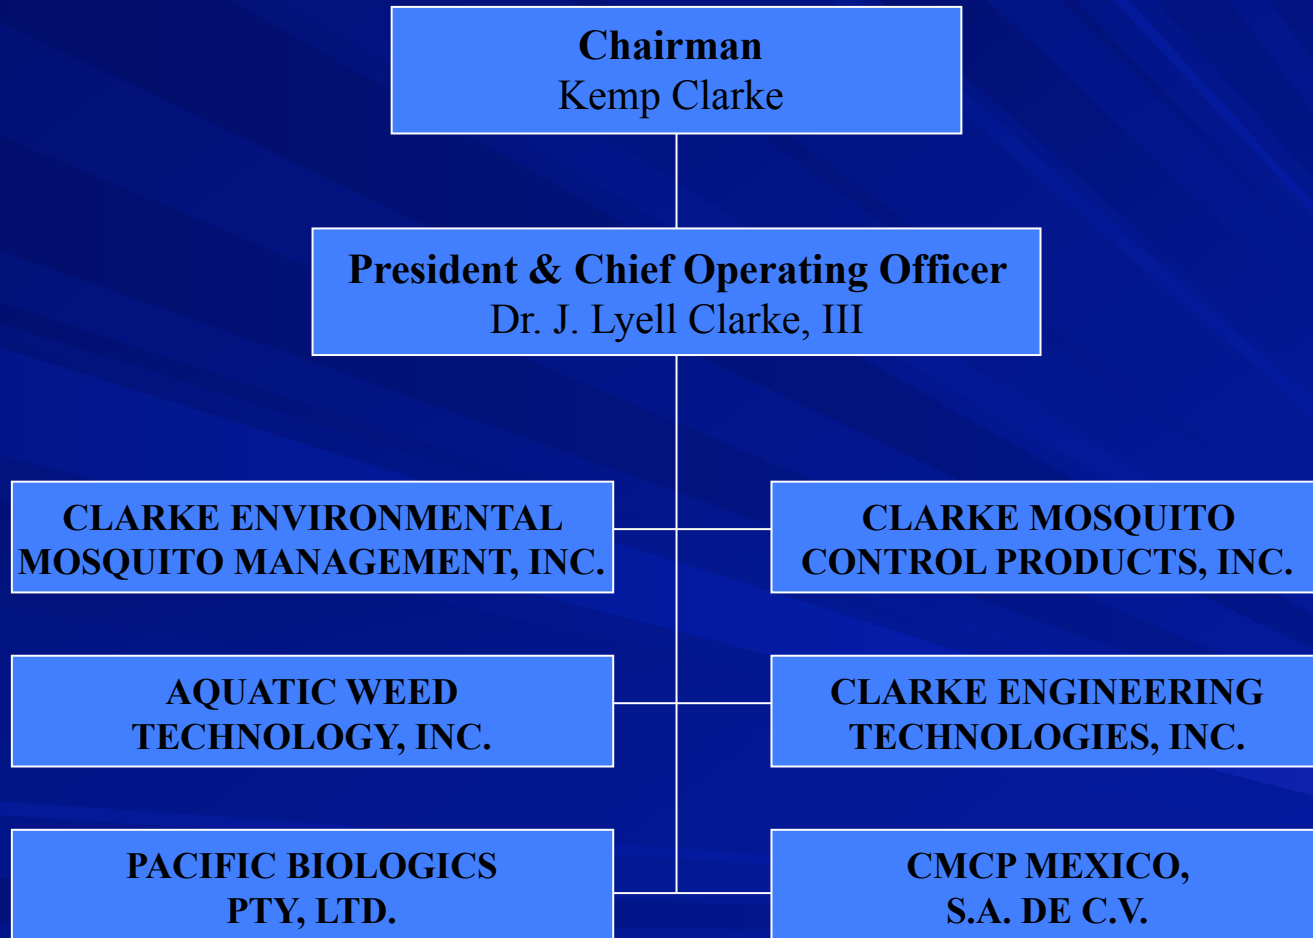 Chairman
Kemp Clarke
President & Chief Operating Officer
Dr. J. Lyell Clarke, III
CLARKE ENVIRONMENTAL
MOSQUITO MANAGEMENT, INC.
CLARKE MOSQUITO
CONTROL PRODUCTS, INC.
AQUATIC WEED
TECHNOLOGY, INC.
CLARKE ENGINEERING
TECHNOLOGIES, INC.
PACIFIC BIOLOGICS
PTY, LTD.
CMCP MEXICO,
S.A. DE C.V.